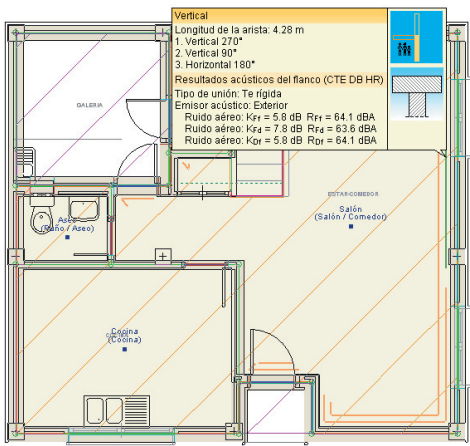 Vertical
Longitud de la arista: 4.28 m
1. Vertical 270°
2. Vertical 90°
3. Horizontal 180°
Resultados acústicos del flanco (CTE DB HR)
Tipo de unión: Te rígida
Emisor acústico: Exterior
Ruido aéreo: KFf = 5.8 dB RFf = 64.1 dBA
Ruido aéreo: KFd = 7.8 dB RFd = 63.6 dBA
Ruido aéreo: KDf = 5.8 dB RDf = 64.1 dBA
GALERIA
ESTAR-COMEDOR
Salón
(Salón / Comedor)
Aseo
(Baño / Aseo)
Cocina
(Cocina)